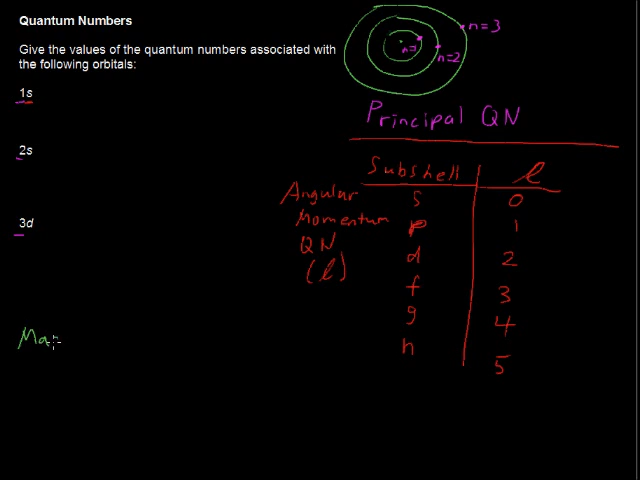 Quantum Numbers
Give the values of the quantum numbers associated with
the following orbitals:
1s
2s
3d
n=1
n=2
n=3
Principal QN
Subshell l
s 0
p 1
d 2
f 3
g 4
h 5
Angular
Momentum
QN
(l)
Ma